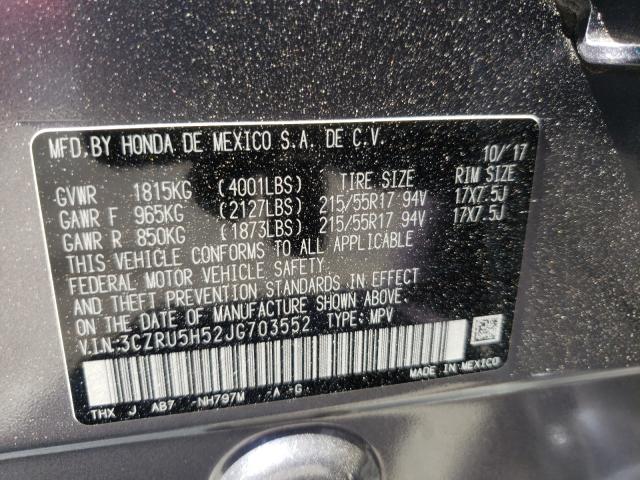 MFD. BY HONDA DE MEXICO S.A. DE C.V. 10/'17
GVWR 1815KG (4001LBS) TIRE SIZE RIM SIZE
GAWR F 965KG (2127LBS) 215/55R17 94V 17X7.5J
GAWR R 850KG (1873LBS) 215/55R17 94V 17X7.5J
THIS VEHICLE CONFORMS TO ALL APPLICABLE
FEDERAL MOTOR VEHICLE SAFETY
AND THEFT PREVENTION STANDARDS IN EFFECT
ON THE DATE OF MANUFACTURE SHOWN ABOVE.
V.I.N:3CZRU5H52JG703552 TYPE: MPV
THX J AB7 -NH797M A -G MADE IN MEXICO